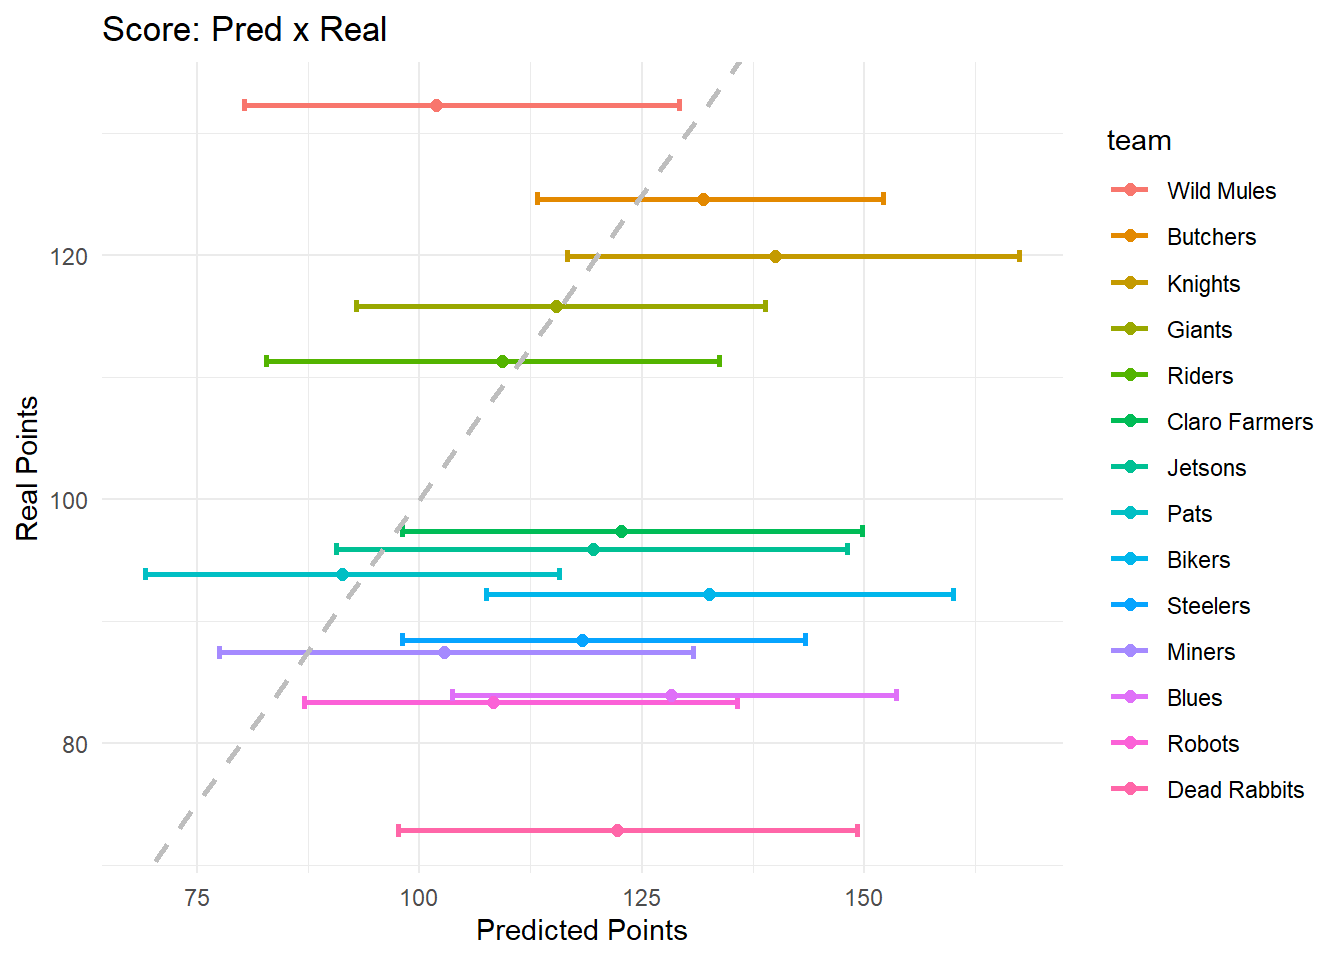 Score: Pred x Real
Real Points
120
100
80
75
100
125
150
Predicted Points
team
Wild Mules
Butchers
Knights
Giants
Riders
Claro Farmers
Jetsons
Pats
Bikers
Steelers
Miners
Blues
Robots
Dead Rabbits